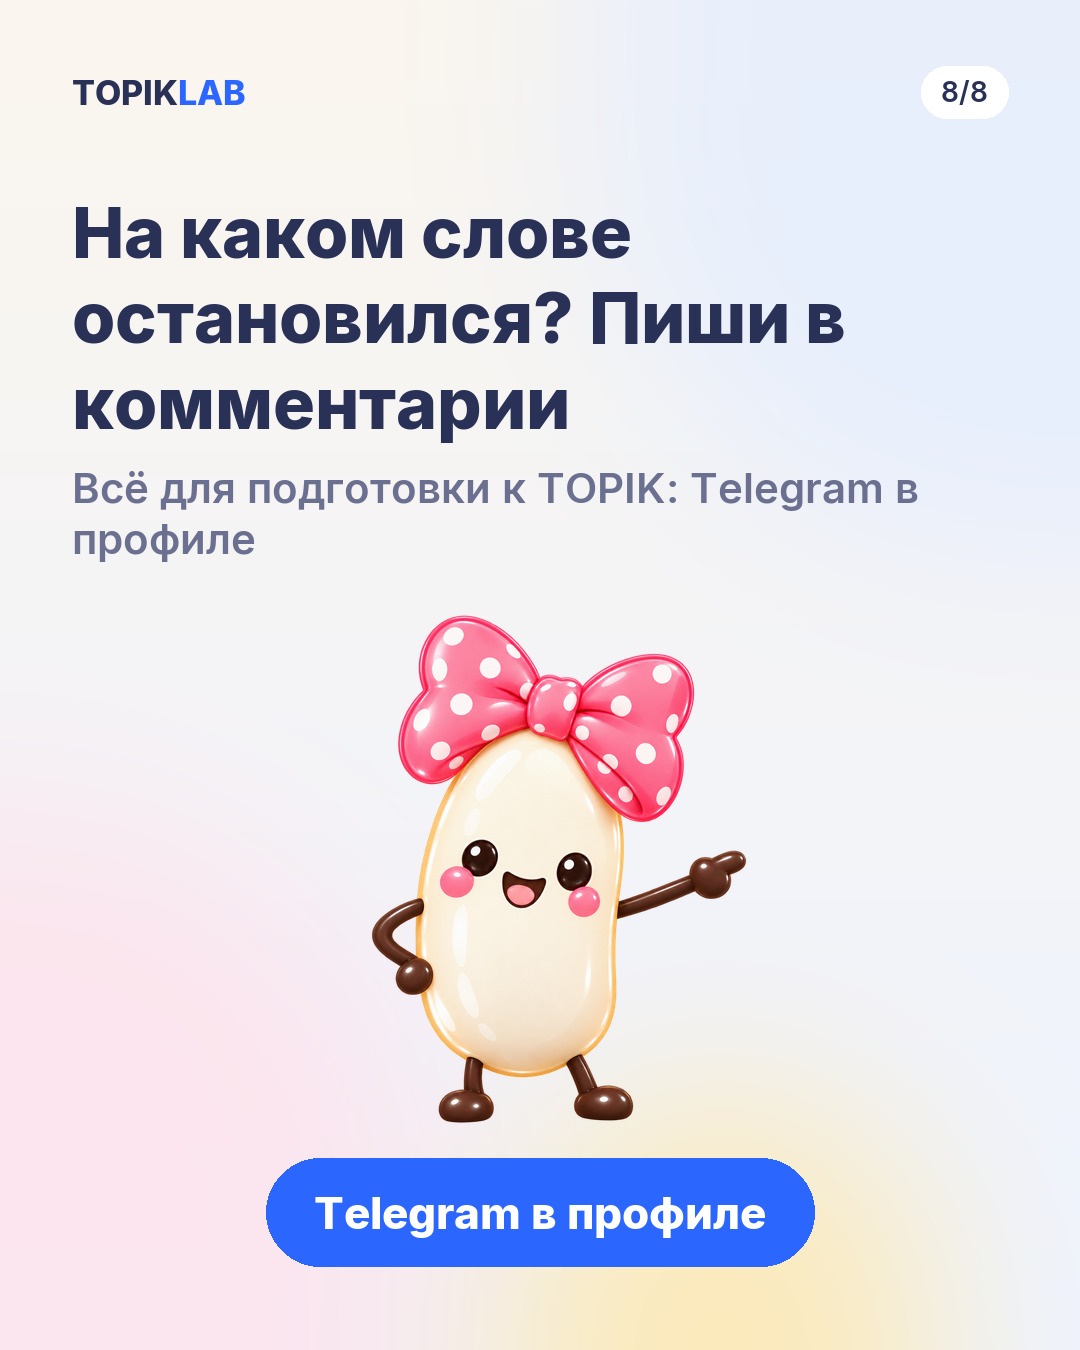 TOPIKLAB
8/8
На каком слове
остановился? Пиши в
комментарии
Всё для подготовки к TOPIK: Telegram в
профиле
Telegram в профиле